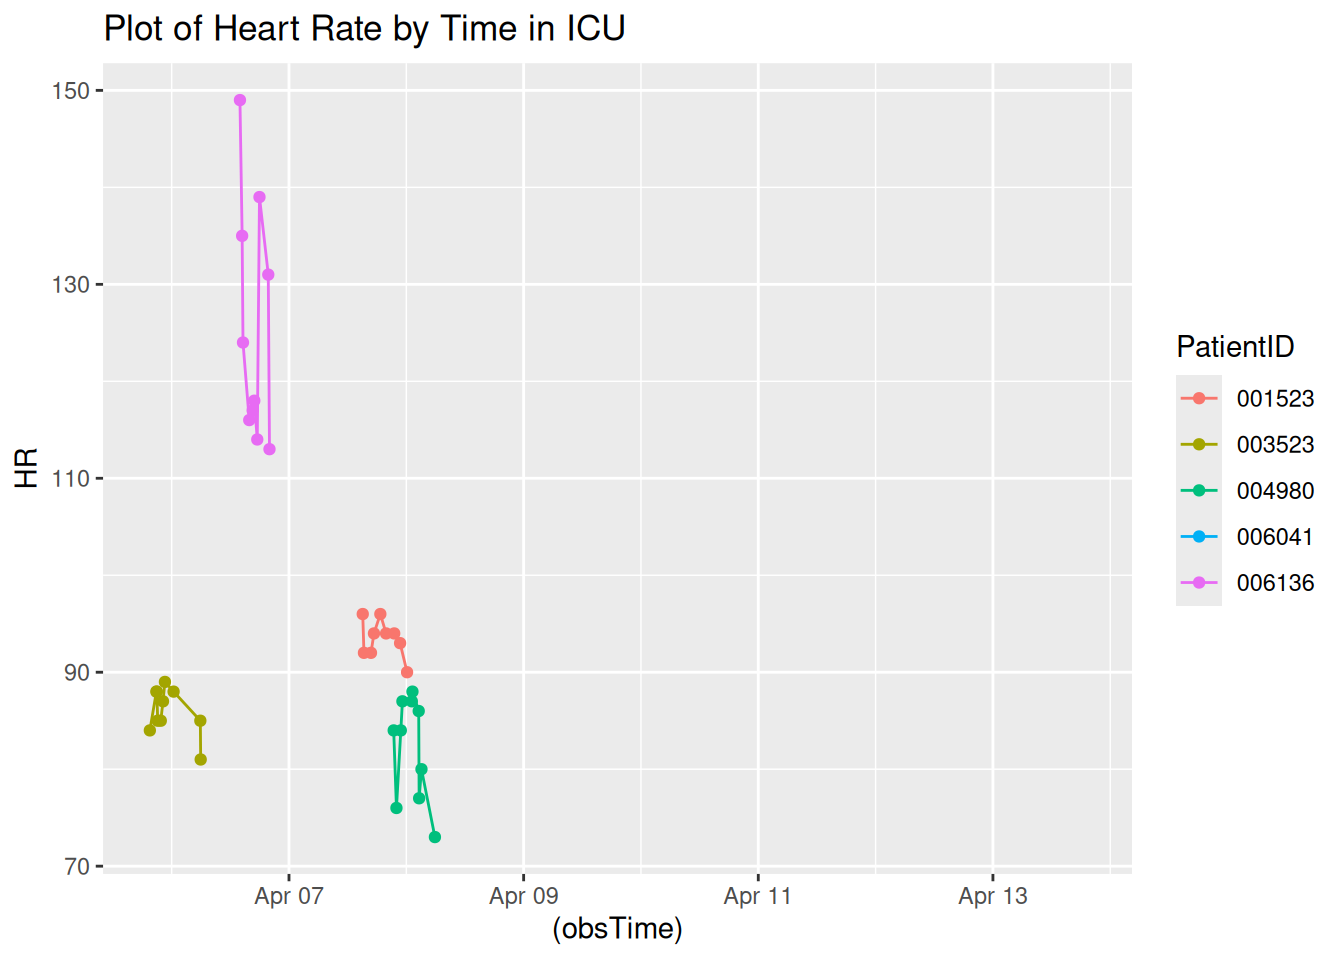 Plot of Heart Rate by Time in ICU
150
130
110
90
70
HR
Apr 07
Apr 09
Apr 11
Apr 13
(obsTime)
PatientID
001523
003523
004980
006041
006136